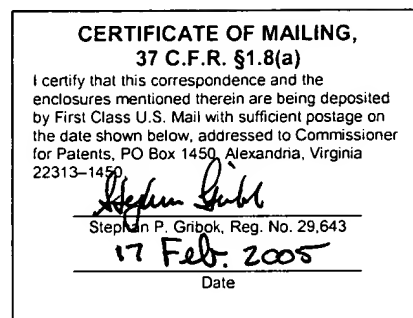 CERTIFICATE OF MAILING,
37 C.F.R. §1.8(a)
I certify that this correspondence and the
enclosures mentioned therein are being deposited
by First Class U.S. Mail with sufficient postage on
the date shown below, addressed to Commissioner
for Patents, PO Box 1450, Alexandria, Virginia
22313–1450.
Stephen Gribok
Stephen P. Gribok, Reg. No. 29,643
17 Feb. 2005
Date